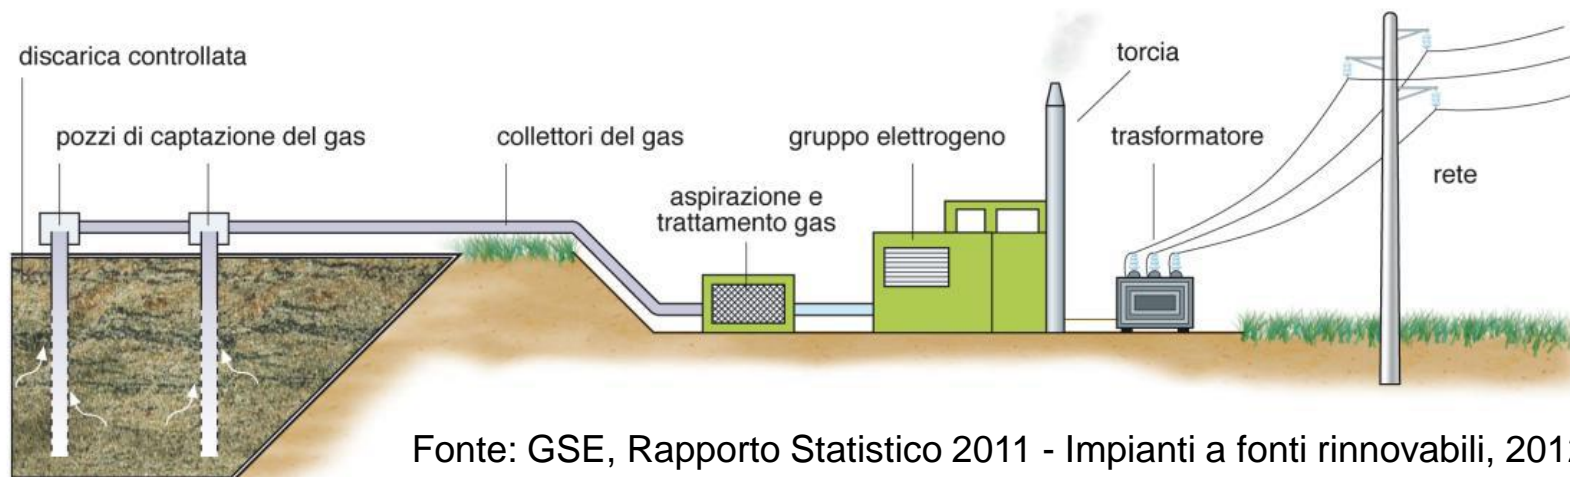 discarica controllata
pozzi di captazione del gas
collettori del gas
aspirazione e
trattamento gas
gruppo elettrogeno
torcia
trasformatore
rete
Fonte: GSE, Rapporto Statistico 2011 - Impianti a fonti rinnovabili, 2012